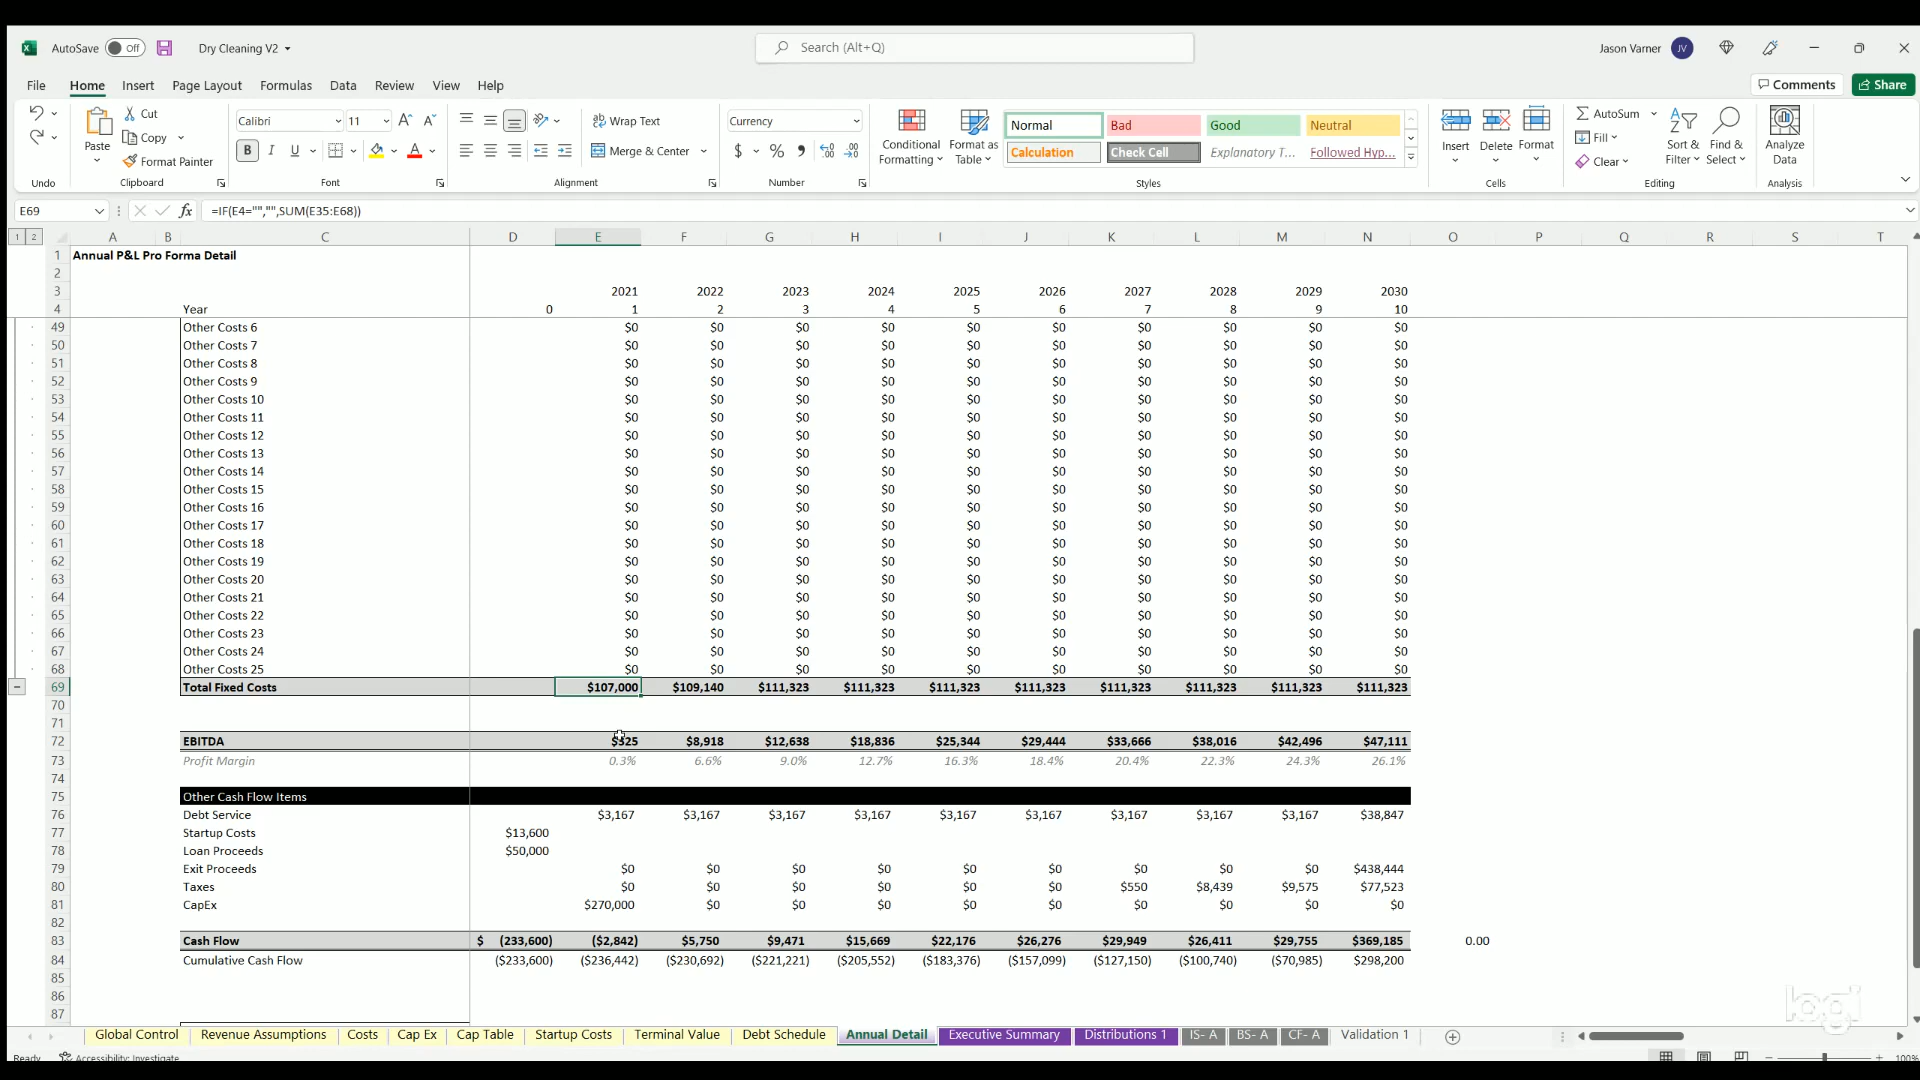 AutoSave Off Dry Cleaning V2 Search (Alt+Q) Jason Varner JV
File Home Insert Page Layout Formulas Data Review View Help Comments Share
Cut Calibri 11 Wrap Text Currency Normal Bad Good Neutral AutoSum
Copy Fill
Paste Format Painter B I U Merge & Center $ % Conditional Formatting Format as Table Calculation Check Cell Explanatory T... Followed Hyp... Insert Delete Format Clear Sort & Filter Find & Select Analyze Data
Undo Clipboard Font Alignment Number Styles Cells Editing Analysis
E69 fx =IF(E4="","",SUM(E35:E68))
1 2 A B C D E F G H I J K L M N O P Q R S T
1 Annual P&L Pro Forma Detail
2
3 2021 2022 2023 2024 2025 2026 2027 2028 2029 2030
4 Year 0 1 2 3 4 5 6 7 8 9 10
49 Other Costs 6 $0 $0 $0 $0 $0 $0 $0 $0 $0 $0
50 Other Costs 7 $0 $0 $0 $0 $0 $0 $0 $0 $0 $0
51 Other Costs 8 $0 $0 $0 $0 $0 $0 $0 $0 $0 $0
52 Other Costs 9 $0 $0 $0 $0 $0 $0 $0 $0 $0 $0
53 Other Costs 10 $0 $0 $0 $0 $0 $0 $0 $0 $0 $0
54 Other Costs 11 $0 $0 $0 $0 $0 $0 $0 $0 $0 $0
55 Other Costs 12 $0 $0 $0 $0 $0 $0 $0 $0 $0 $0
56 Other Costs 13 $0 $0 $0 $0 $0 $0 $0 $0 $0 $0
57 Other Costs 14 $0 $0 $0 $0 $0 $0 $0 $0 $0 $0
58 Other Costs 15 $0 $0 $0 $0 $0 $0 $0 $0 $0 $0
59 Other Costs 16 $0 $0 $0 $0 $0 $0 $0 $0 $0 $0
60 Other Costs 17 $0 $0 $0 $0 $0 $0 $0 $0 $0 $0
61 Other Costs 18 $0 $0 $0 $0 $0 $0 $0 $0 $0 $0
62 Other Costs 19 $0 $0 $0 $0 $0 $0 $0 $0 $0 $0
63 Other Costs 20 $0 $0 $0 $0 $0 $0 $0 $0 $0 $0
64 Other Costs 21 $0 $0 $0 $0 $0 $0 $0 $0 $0 $0
65 Other Costs 22 $0 $0 $0 $0 $0 $0 $0 $0 $0 $0
66 Other Costs 23 $0 $0 $0 $0 $0 $0 $0 $0 $0 $0
67 Other Costs 24 $0 $0 $0 $0 $0 $0 $0 $0 $0 $0
68 Other Costs 25 $0 $0 $0 $0 $0 $0 $0 $0 $0 $0
69 Total Fixed Costs $107,000 $109,140 $111,323 $111,323 $111,323 $111,323 $111,323 $111,323 $111,323 $111,323
70
71
72 EBITDA $325 $8,918 $12,638 $18,836 $25,344 $29,444 $33,666 $38,016 $42,496 $47,111
73 Profit Margin 0.3% 6.6% 9.0% 12.7% 16.3% 18.4% 20.4% 22.3% 24.3% 26.1%
74
75 Other Cash Flow Items
76 Debt Service $3,167 $3,167 $3,167 $3,167 $3,167 $3,167 $3,167 $3,167 $3,167 $38,847
77 Startup Costs $13,600
78 Loan Proceeds $50,000
79 Exit Proceeds $0 $0 $0 $0 $0 $0 $0 $0 $0 $438,444
80 Taxes $0 $0 $0 $0 $0 $0 $550 $8,439 $9,575 $77,523
81 CapEx $270,000 $0 $0 $0 $0 $0 $0 $0 $0 $0
82
83 Cash Flow $ (233,600) ($2,842) $5,750 $9,471 $15,669 $22,176 $26,276 $29,949 $26,411 $29,755 $369,185 0.00
84 Cumulative Cash Flow ($233,600) ($236,442) ($230,692) ($221,221) ($205,552) ($183,376) ($157,099) ($127,150) ($100,740) ($70,985) $298,200
85
86
87
logi
Global Control Revenue Assumptions Costs Cap Ex Cap Table Startup Costs Terminal Value Debt Schedule Annual Detail Executive Summary Distributions 1 IS- A BS- A CF- A Validation 1
Ready Accessibility: Investigate 100%